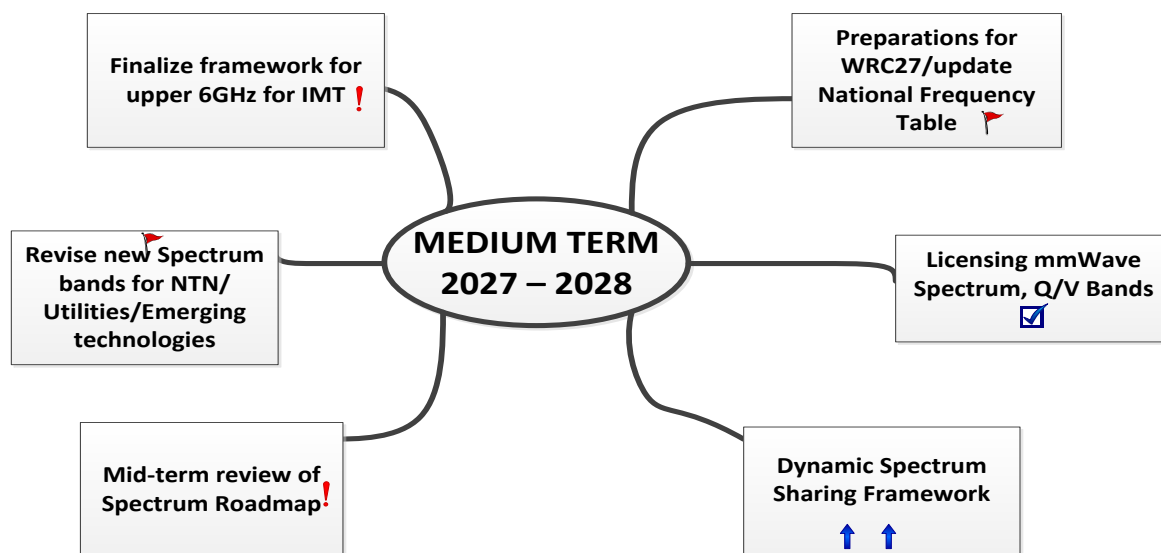 Finalize framework for
upper 6GHz for IMT
Preparations for
WRC27/update
National Frequency
Table
MEDIUM TERM
2027 – 2028
Revise new Spectrum
bands for NTN/
Utilities/Emerging
technologies
Licensing mmWave
Spectrum, Q/V Bands
Mid-term review of
Spectrum Roadmap
Dynamic Spectrum
Sharing Framework